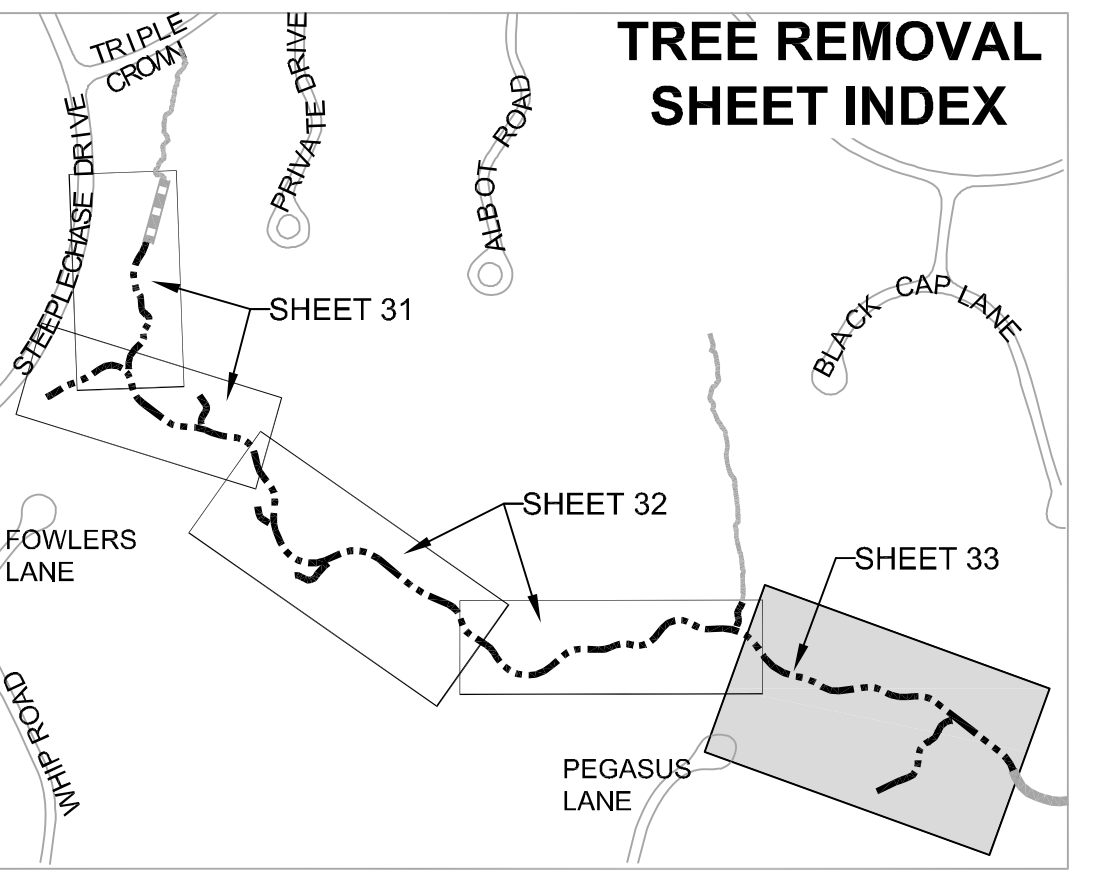 TREE REMOVAL
SHEET INDEX
TRIPLE
CROWN
PRIVATE DRIVE
ALBOT ROAD
STEEPLECHASE DRIVE
BLACK CAP LANE
SHEET 31
SHEET 32
FOWLERS
LANE
SHEET 33
WHIP ROAD
PEGASUS
LANE